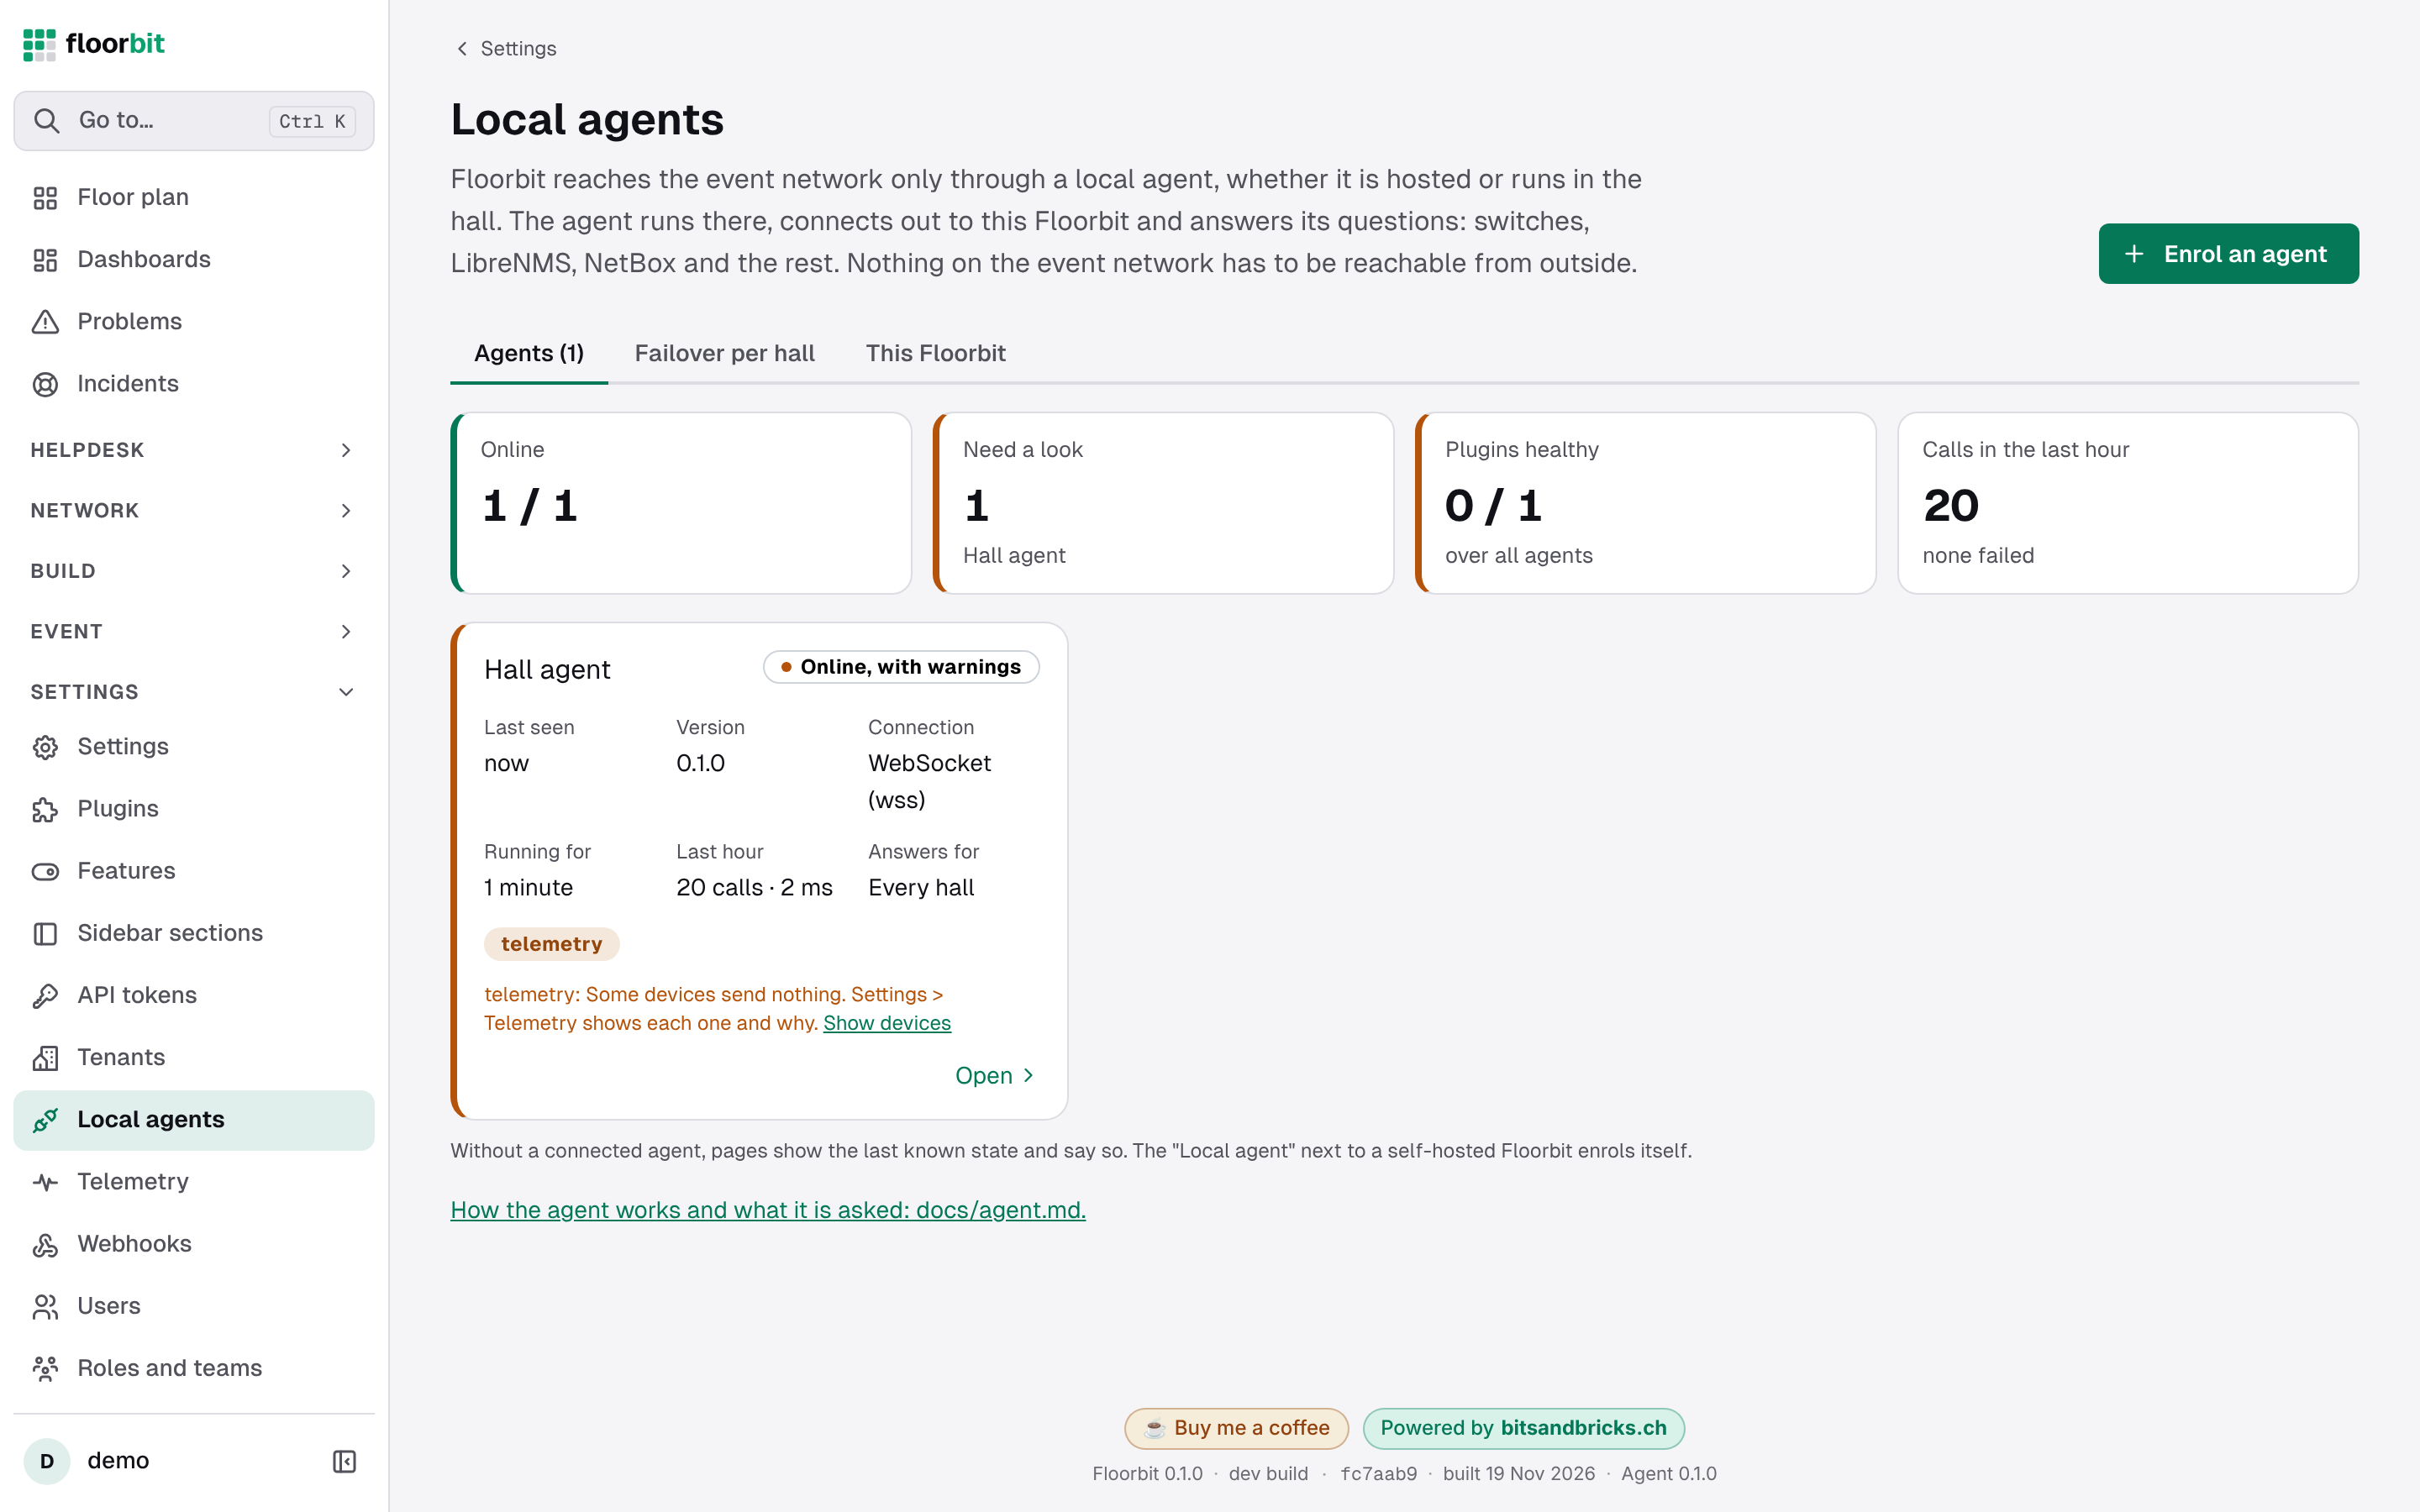 floorbit
Go to...
Ctrl K
Floor plan
Dashboards
Problems
Incidents
HELPDESK
NETWORK
BUILD
EVENT
SETTINGS
Settings
Plugins
Features
Sidebar sections
API tokens
Tenants
Local agents
Telemetry
Webhooks
Users
Roles and teams
D
demo
Settings
Local agents
Floorbit reaches the event network only through a local agent, whether it is hosted or runs in the
hall. The agent runs there, connects out to this Floorbit and answers its questions: switches,
LibreNMS, NetBox and the rest. Nothing on the event network has to be reachable from outside.
Enrol an agent
Agents (1)
Failover per hall
This Floorbit
Online
1 / 1
Need a look
1
Hall agent
Plugins healthy
0 / 1
over all agents
Calls in the last hour
20
none failed
Hall agent
Online, with warnings
Last seen
now
Version
0.1.0
Connection
WebSocket
(wss)
Running for
1 minute
Last hour
20 calls · 2 ms
Answers for
Every hall
telemetry
telemetry: Some devices send nothing. Settings >
Telemetry shows each one and why. Show devices
Open
Without a connected agent, pages show the last known state and say so. The "Local agent" next to a self-hosted Floorbit enrols itself.
How the agent works and what it is asked: docs/agent.md.
Buy me a coffee
Powered by bitsandbricks.ch
Floorbit 0.1.0 · dev build · fc7aab9 · built 19 Nov 2026 · Agent 0.1.0